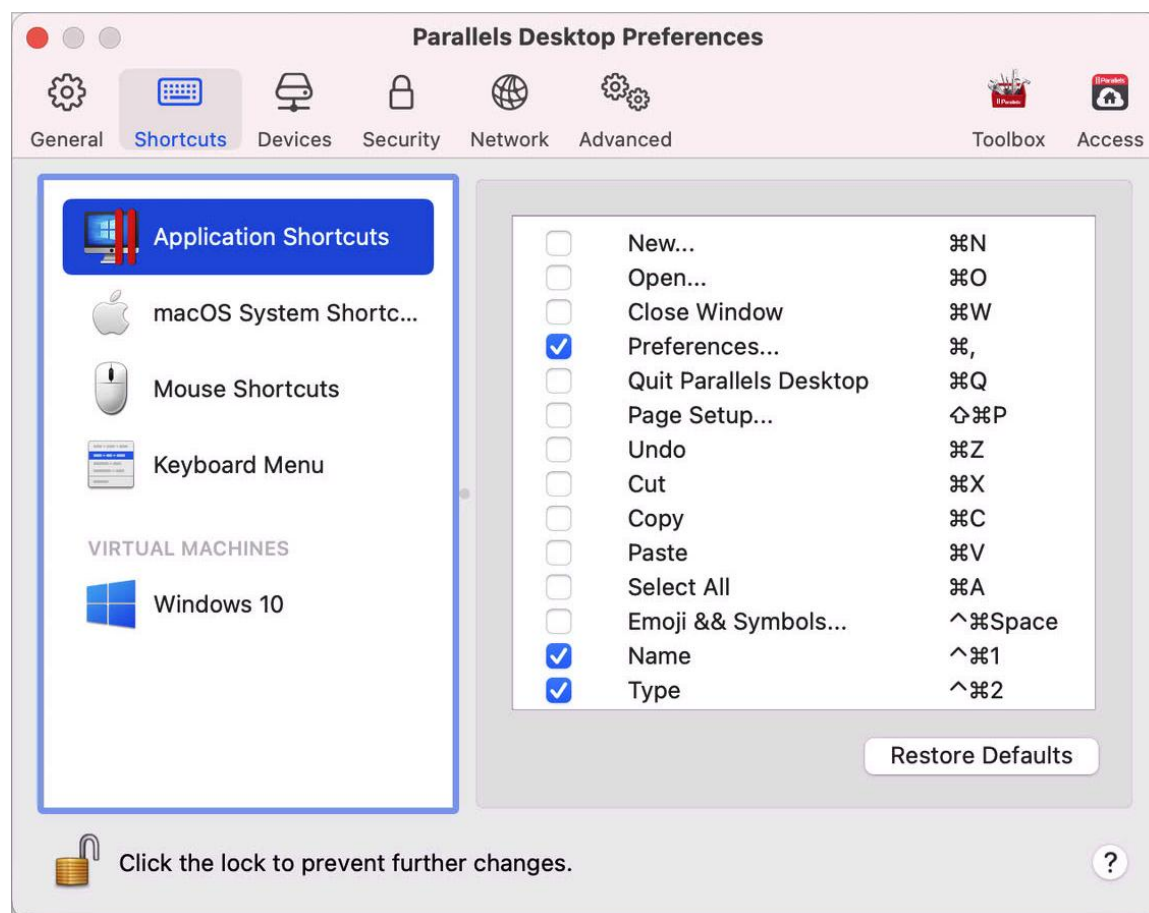 Parallels Desktop Preferences
General Shortcuts Devices Security Network Advanced Toolbox Access
Application Shortcuts
macOS System Shortc...
Mouse Shortcuts
Keyboard Menu
VIRTUAL MACHINES
Windows 10
New... ⌘N
Open... ⌘O
Close Window ⌘W
Preferences... ⌘,
Quit Parallels Desktop ⌘Q
Page Setup... ⇧⌘P
Undo ⌘Z
Cut ⌘X
Copy ⌘C
Paste ⌘V
Select All ⌘A
Emoji && Symbols... ^⌘Space
Name ^⌘1
Type ^⌘2
Restore Defaults
Click the lock to prevent further changes.
?